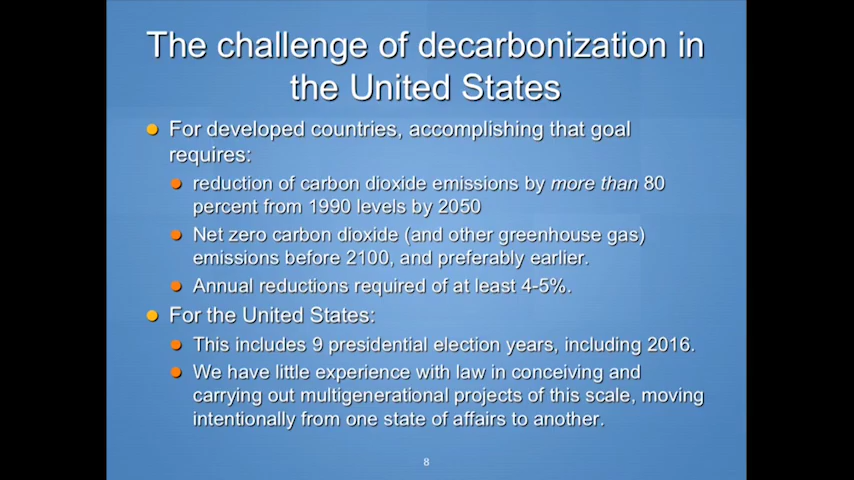 The challenge of decarbonization in
the United States
For developed countries, accomplishing that goal
requires:
reduction of carbon dioxide emissions by more than 80
percent from 1990 levels by 2050
Net zero carbon dioxide (and other greenhouse gas)
emissions before 2100, and preferably earlier.
Annual reductions required of at least 4-5%.
For the United States:
This includes 9 presidential election years, including 2016.
We have little experience with law in conceiving and
carrying out multigenerational projects of this scale, moving
intentionally from one state of affairs to another.
8